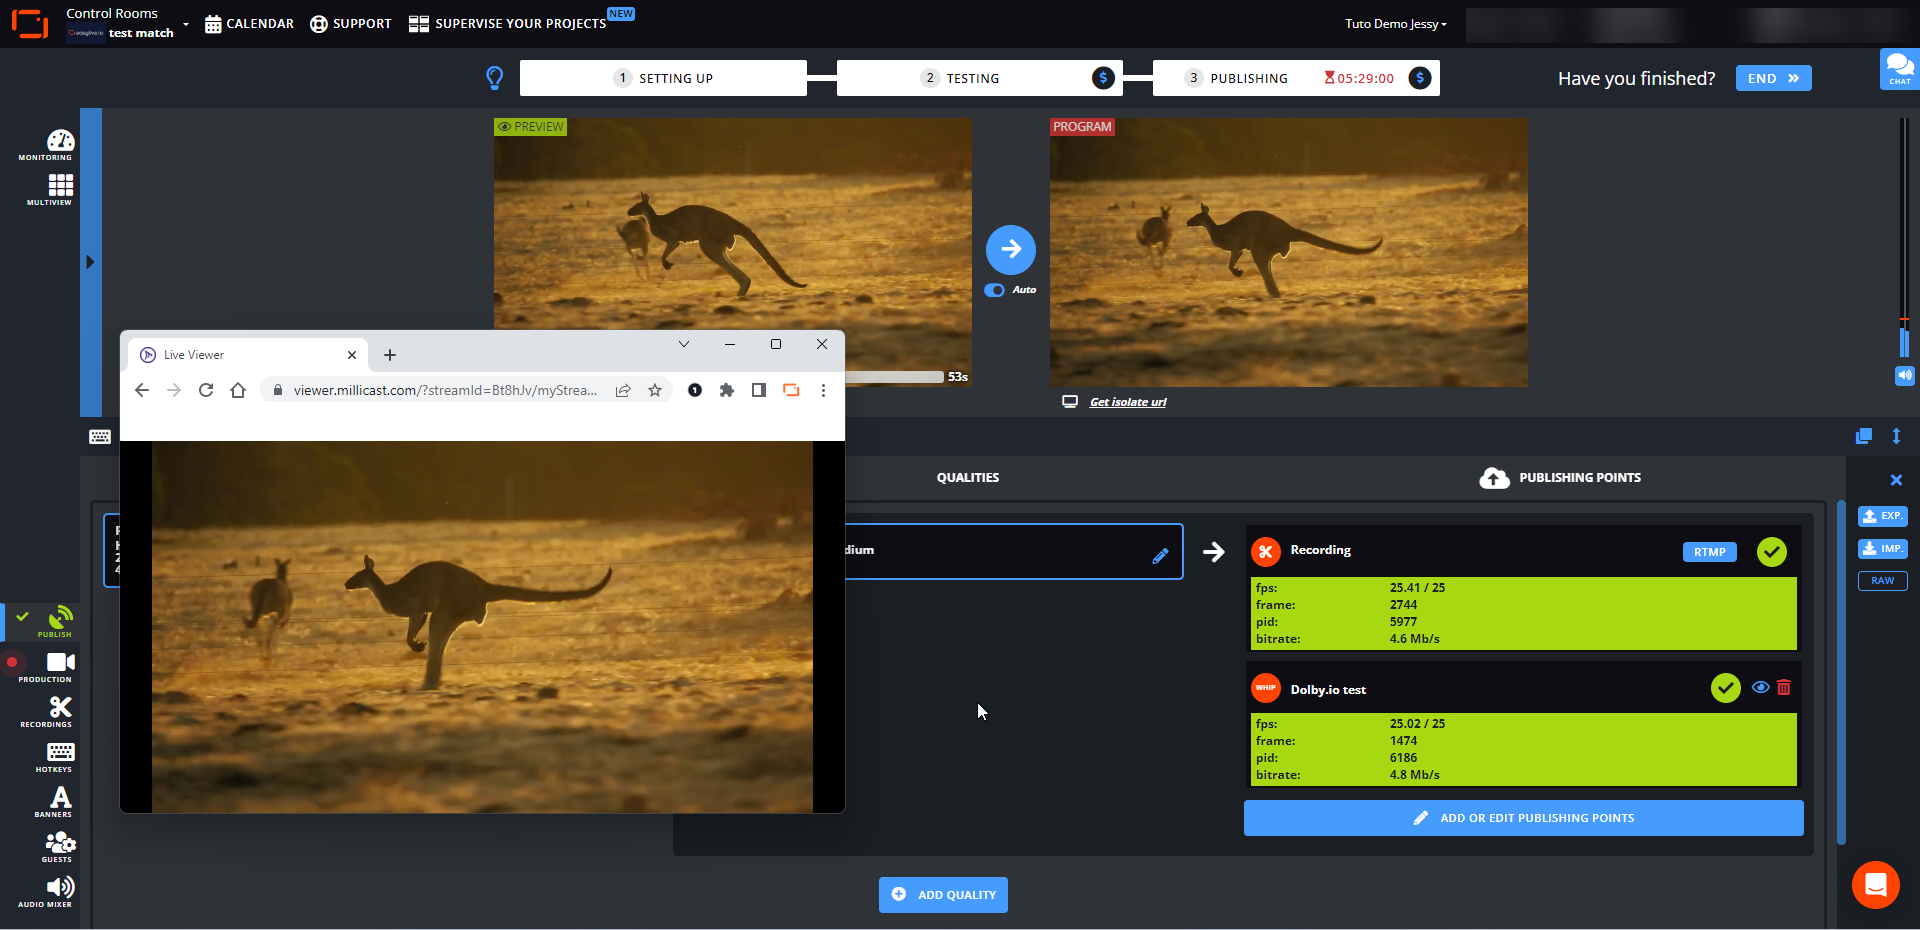 Control Rooms
easylive.io test match
CALENDAR
SUPPORT
SUPERVISE YOUR PROJECTS
NEW
Tuto Demo Jessy
1 SETTING UP
2 TESTING
$
3 PUBLISHING
05:29:00
$
Have you finished?
END
CHAT
MONITORING
MULTIVIEW
PREVIEW
PROGRAM
Auto
53s
Get isolate url
Live Viewer
viewer.millicast.com/?streamId=Bt8hJv/myStrea...
QUALITIES
PUBLISHING POINTS
dium
Recording
RTMP
fps: 25.41 / 25
frame: 2744
pid: 5977
bitrate: 4.6 Mb/s
WHIP
Dolby.io test
fps: 25.02 / 25
frame: 1474
pid: 6186
bitrate: 4.8 Mb/s
ADD OR EDIT PUBLISHING POINTS
ADD QUALITY
EXP.
IMP.
RAW
PUBLISH
PRODUCTION
RECORDINGS
HOTKEYS
BANNERS
GUESTS
AUDIO MIXER